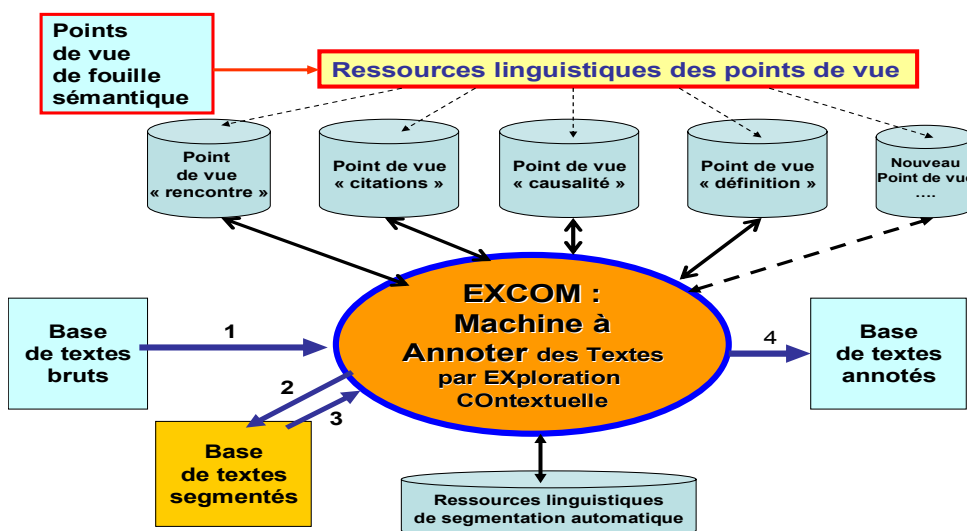 Points
de vue
de fouille
sémantique
Ressources linguistiques des points de vue
Point
de vue
« rencontre »
Point de vue
« citations »
Point de vue
« causalité »
Point de vue
« définition »
Nouveau
Point de vue
....
EXCOM :
Machine à
Annoter des Textes
par EXploration
COntextuelle
Base
de textes
bruts
1
2
3
4
Base
de textes
annotés
Base
de textes
segmentés
Ressources linguistiques
de segmentation automatique